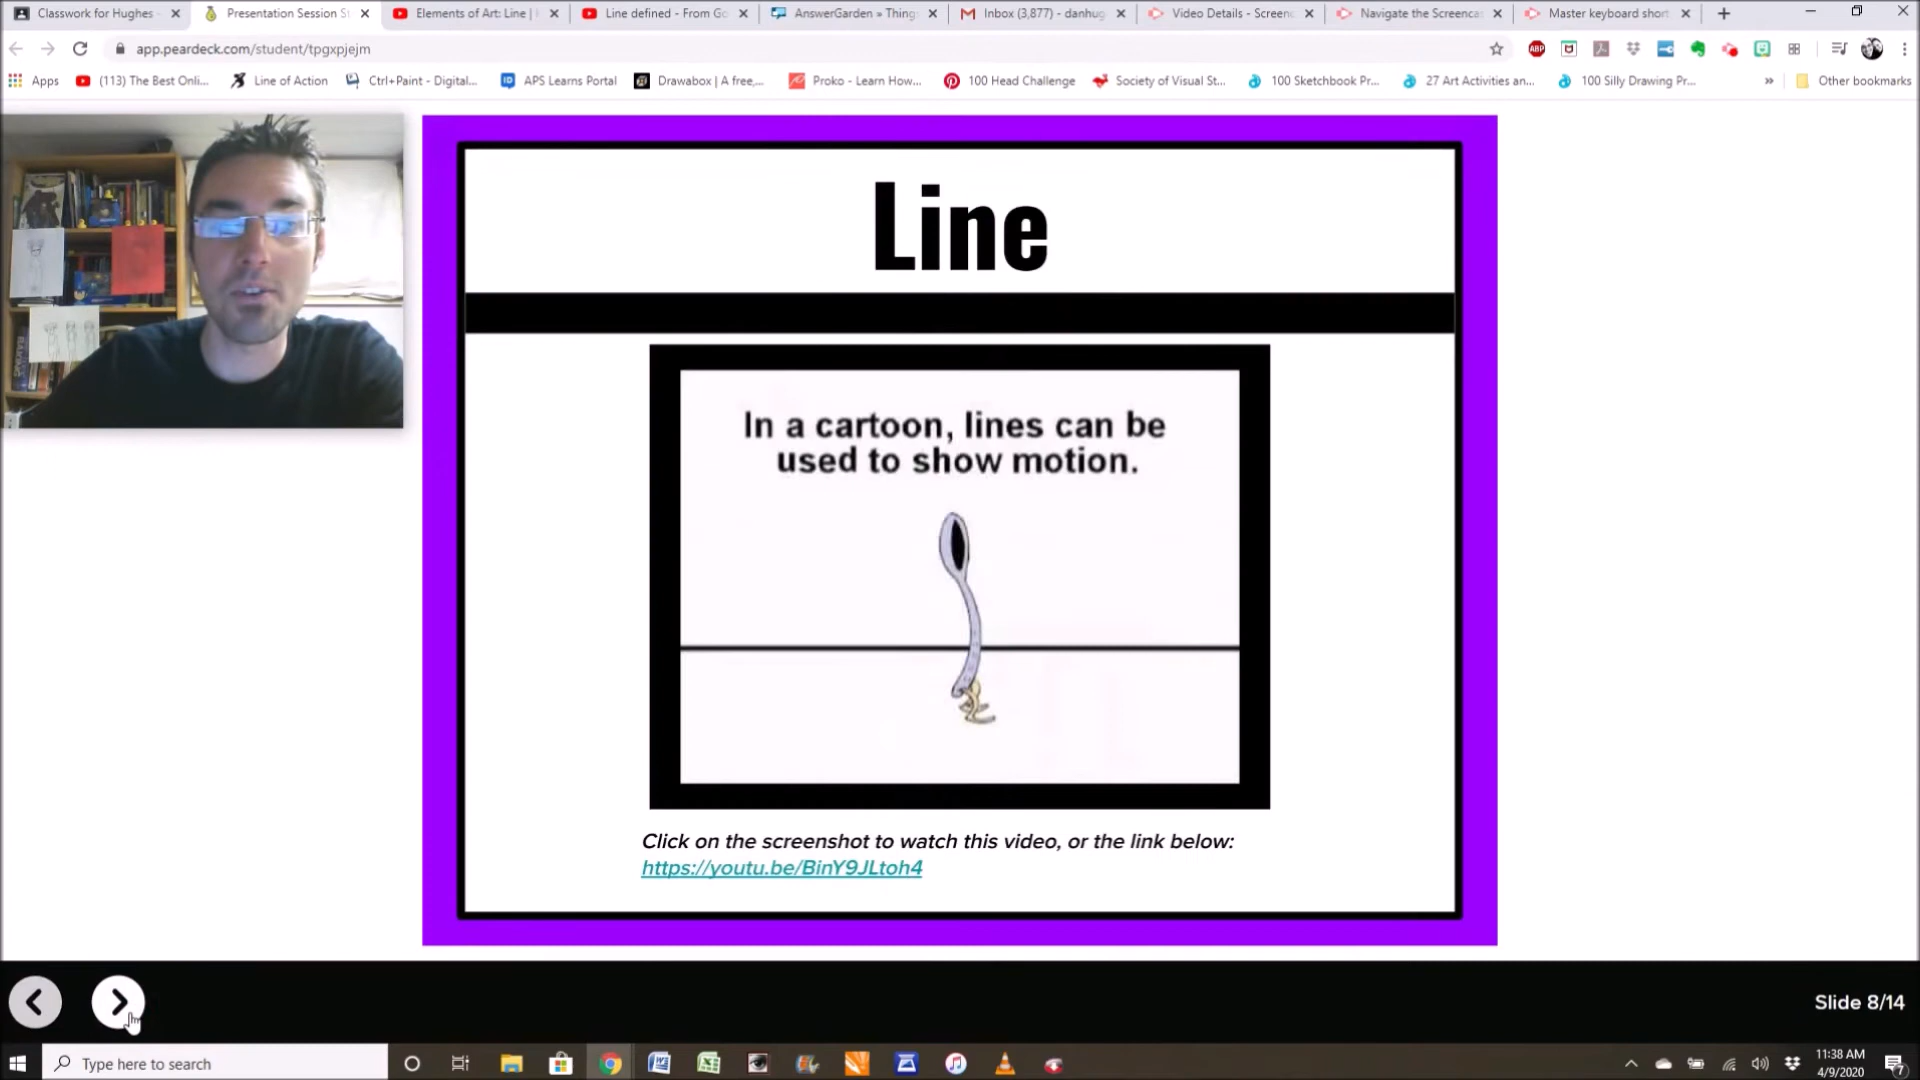 Classwork for Hughes
Presentation Session S
Elements of Art: Line |
Line defined - From Go
AnswerGarden » Thing
Inbox (3,877) - danhug
Video Details - Screen
Navigate the Screenca
Master keyboard short
app.peardeck.com/student/tpgxpjejm
Apps
(113) The Best Onli...
Line of Action
Ctrl+Paint - Digital...
APS Learns Portal
Drawabox | A free,...
Proko - Learn How...
100 Head Challenge
Society of Visual St...
100 Sketchbook Pr...
27 Art Activities an...
100 Silly Drawing Pr...
»
Other bookmarks
Line
In a cartoon, lines can be
used to show motion.
Click on the screenshot to watch this video, or the link below:
https://youtu.be/BinY9JLtoh4
Slide 8/14
Type here to search
11:38 AM
4/9/2020